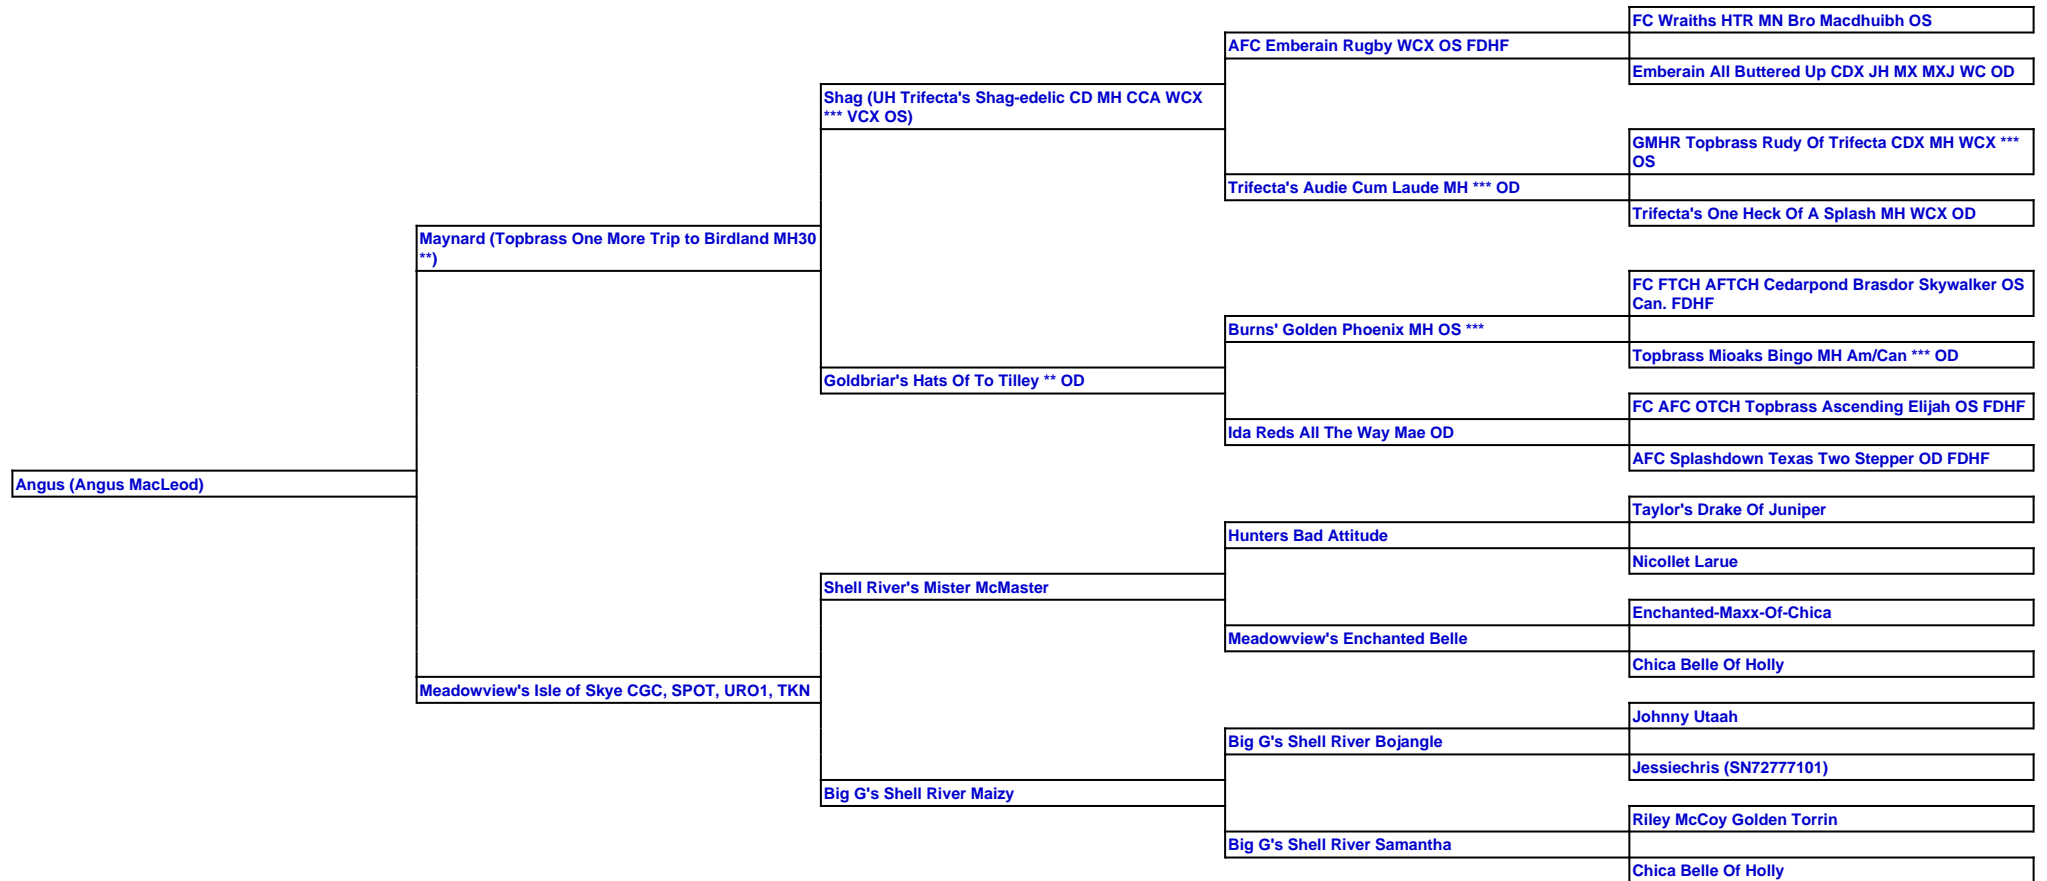 FC Wraiths HTR MN Bro Macdhuibh OS
AFC Emberain Rugby WCX OS FDHF
Emberain All Buttered Up CDX JH MX MXJ WC OD
Shag (UH Trifecta's Shag-edelic CD MH CCA WCX
*** VCX OS)
GMHR Topbrass Rudy Of Trifecta CDX MH WCX ***
OS
Trifecta's Audie Cum Laude MH *** OD
Trifecta's One Heck Of A Splash MH WCX OD
Maynard (Topbrass One More Trip to Birdland MH30
**)
FC FTCH AFTCH Cedarpond Brasdor Skywalker OS
Can. FDHF
Burns' Golden Phoenix MH OS ***
Topbrass Mioaks Bingo MH Am/Can *** OD
Goldbriar's Hats Of To Tilley ** OD
FC AFC OTCH Topbrass Ascending Elijah OS FDHF
Ida Reds All The Way Mae OD
AFC Splashdown Texas Two Stepper OD FDHF
Angus (Angus MacLeod)
Taylor's Drake Of Juniper
Hunters Bad Attitude
Nicollet Larue
Shell River's Mister McMaster
Enchanted-Maxx-Of-Chica
Meadowview's Enchanted Belle
Chica Belle Of Holly
Meadowview's Isle of Skye CGC, SPOT, URO1, TKN
Johnny Utaah
Big G's Shell River Bojangle
Jessiechris (SN72777101)
Big G's Shell River Maizy
Riley McCoy Golden Torrin
Big G's Shell River Samantha
Chica Belle Of Holly